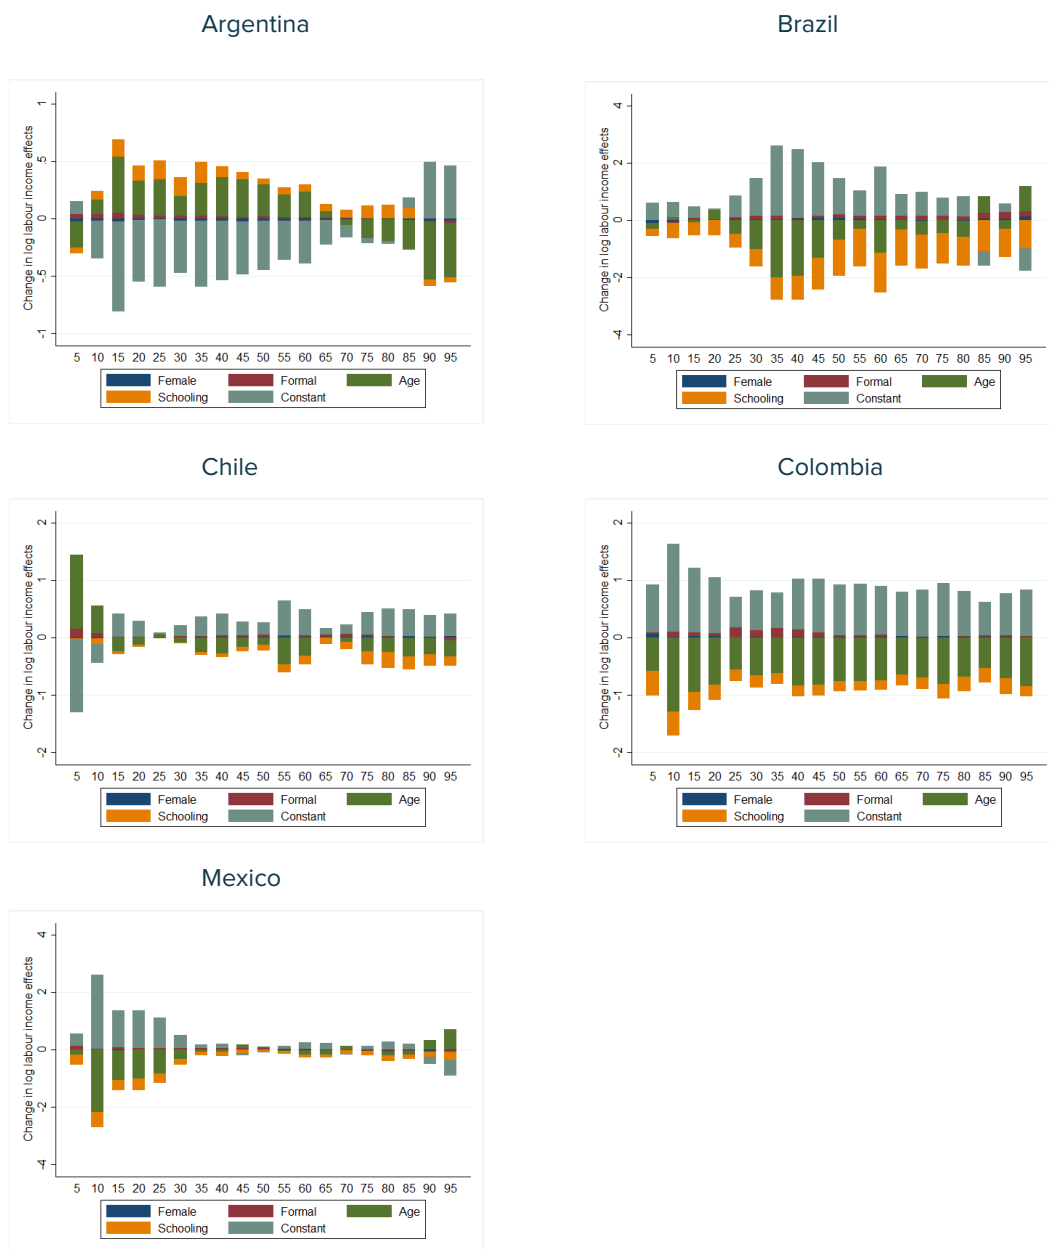 Argentina
Change in log labour income effects
1
.5
0
-.5
-1
5 10 15 20 25 30 35 40 45 50 55 60 65 70 75 80 85 90 95
Female Formal Age
Schooling Constant
Brazil
Change in log labour income effects
4
2
0
-2
-4
5 10 15 20 25 30 35 40 45 50 55 60 65 70 75 80 85 90 95
Female Formal Age
Schooling Constant
Chile
Change in log labour income effects
2
1
0
-1
-2
5 10 15 20 25 30 35 40 45 50 55 60 65 70 75 80 85 90 95
Female Formal Age
Schooling Constant
Colombia
Change in log labour income effects
2
1
0
-1
-2
5 10 15 20 25 30 35 40 45 50 55 60 65 70 75 80 85 90 95
Female Formal Age
Schooling Constant
Mexico
Change in log labour income effects
4
2
0
-2
-4
5 10 15 20 25 30 35 40 45 50 55 60 65 70 75 80 85 90 95
Female Formal Age
Schooling Constant